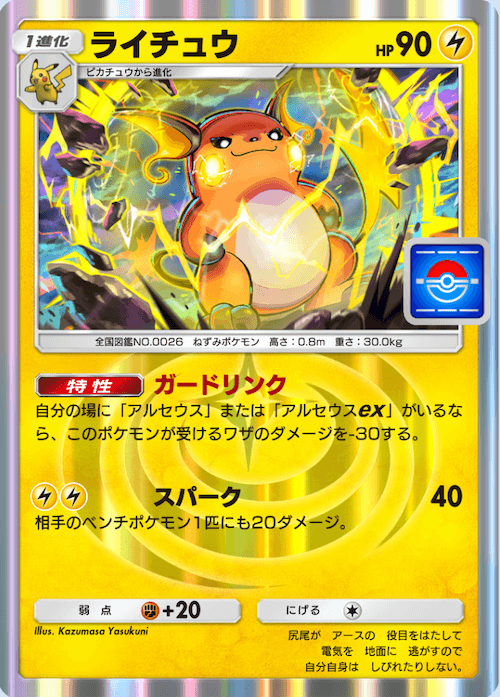 1進化
ライチュウ
HP90
ピカチュウから進化
全国図鑑NO.0026 ねずみポケモン 高さ：0.8m 重さ：30.0kg
特性 ガードリンク
自分の場に「アルセウス」または「アルセウスex」がいるな
ら、このポケモンが受けるワザのダメージを-30する。
スパーク 40
相手のベンチポケモン1匹にも20ダメージ。
弱点 +20 にげる
Illus. Kazumasa Yasukuni
尻尾が アースの 役目をはたして
電気を 地面に 逃がすので
自分自身は しびれたりしない。